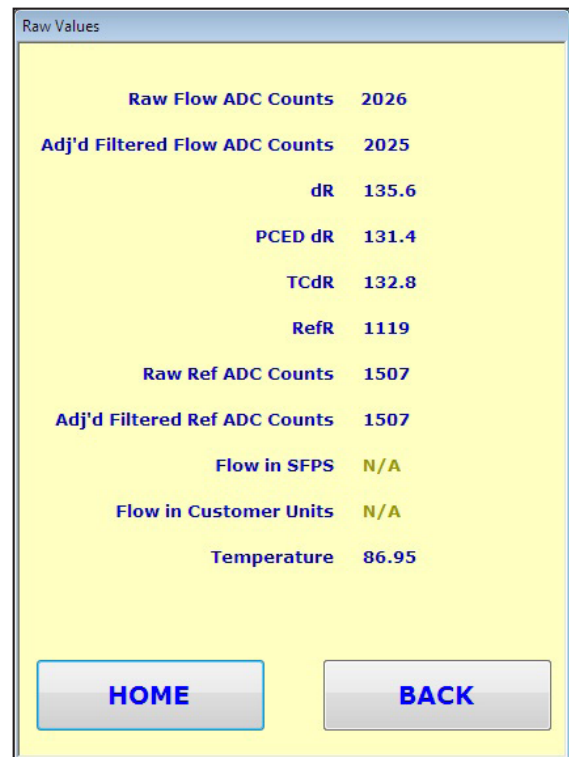 Raw Values
Raw Flow ADC Counts 2026
Adj'd Filtered Flow ADC Counts 2025
dR 135.6
PCED dR 131.4
TCdR 132.8
RefR 1119
Raw Ref ADC Counts 1507
Adj'd Filtered Ref ADC Counts 1507
Flow in SFPS N/A
Flow in Customer Units N/A
Temperature 86.95
HOME BACK